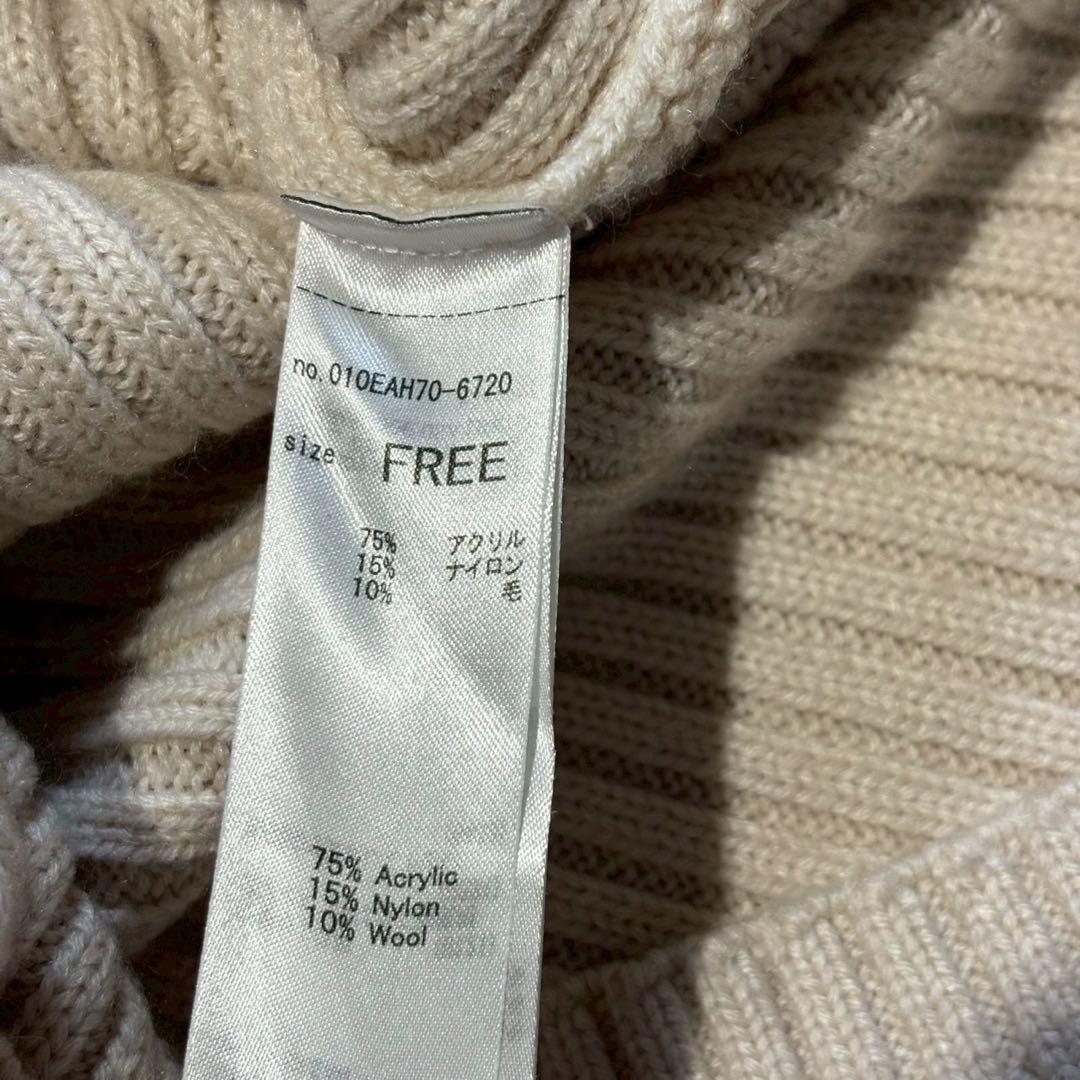 no. 010EAH70-6720
size FREE
75% アクリル
15% ナイロン
10% 毛
75% Acrylic
15% Nylon
10% Wool